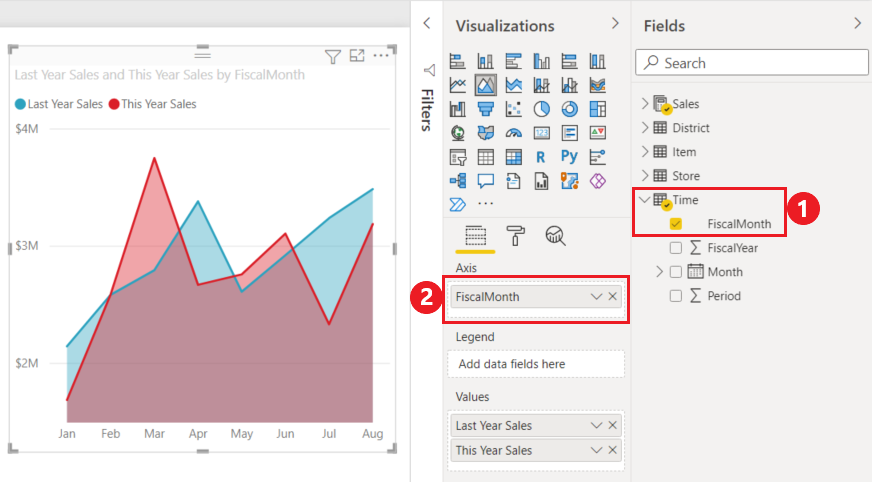 Last Year Sales and This Year Sales by FiscalMonth
Last Year Sales This Year Sales
$4M
$3M
$2M
Jan Feb Mar Apr May Jun Jul Aug
Filters
Visualizations
123
R Py
Axis
2
FiscalMonth
Legend
Add data fields here
Values
Last Year Sales
This Year Sales
Fields
Search
Sales
District
Item
Store
Time
1
FiscalMonth
FiscalYear
Month
Period